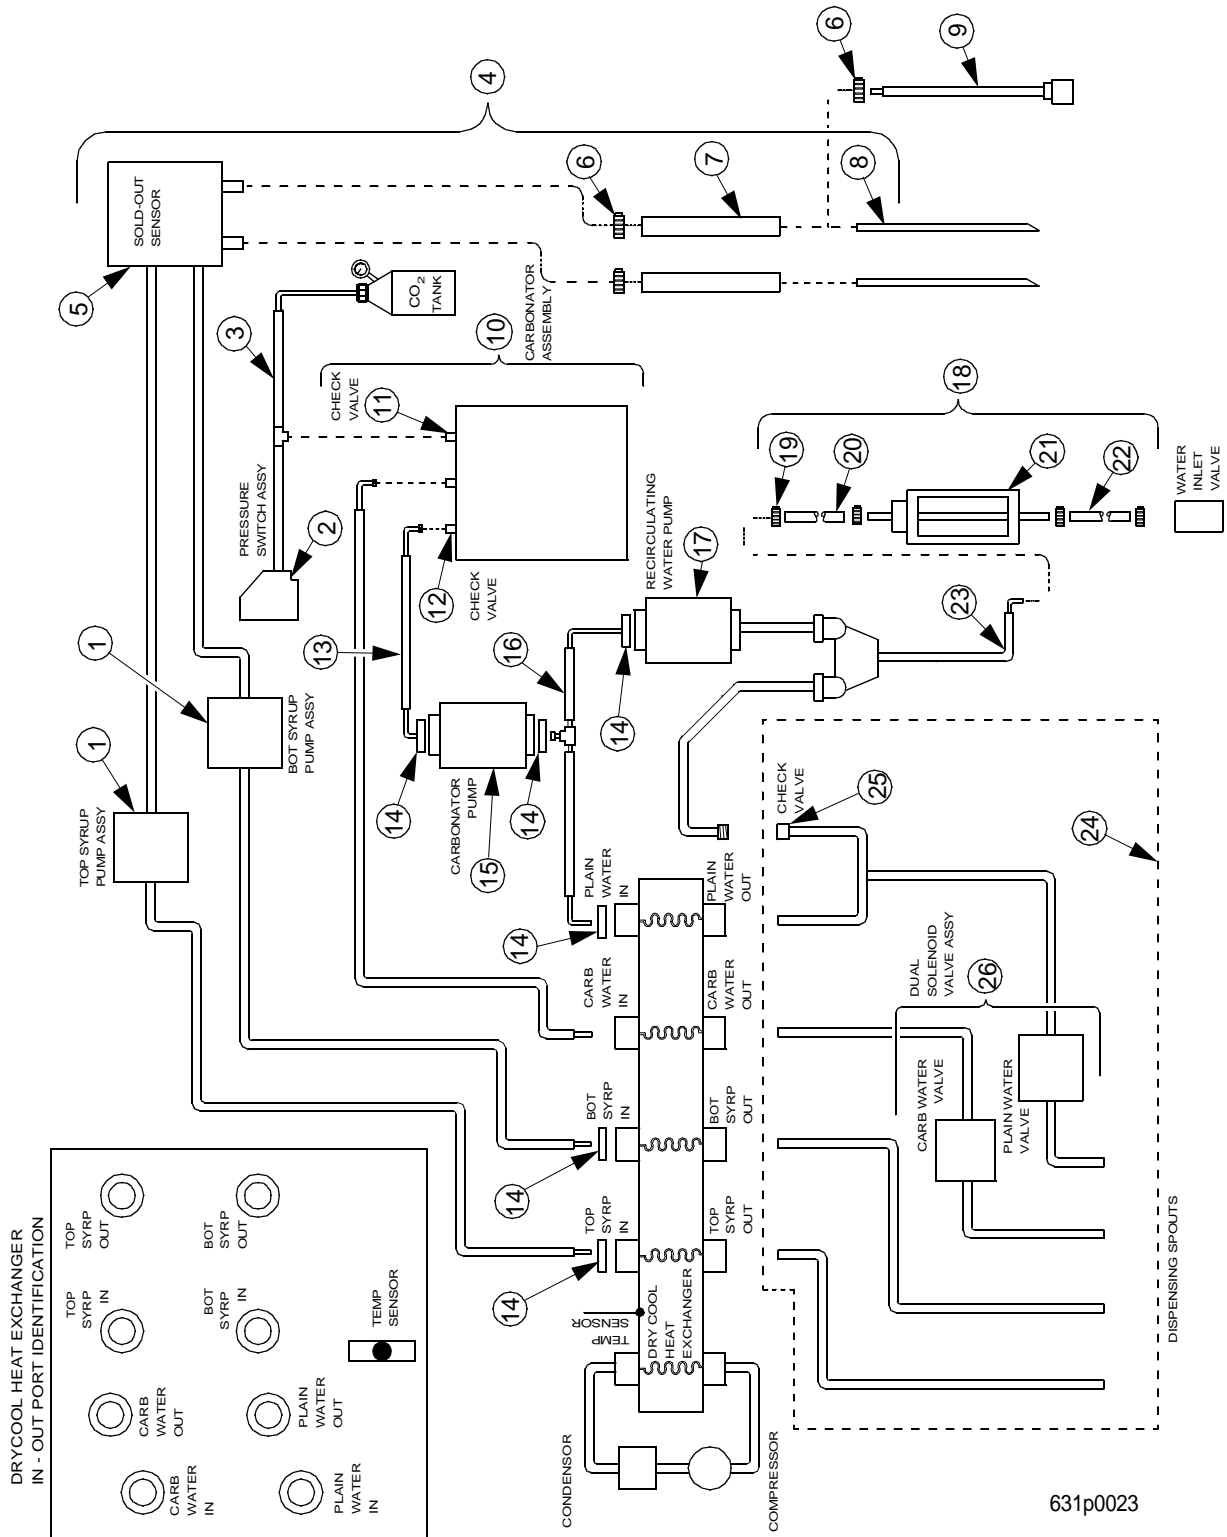 DRYCOOL HEAT EXCHANGER
IN - OUT PORT IDENTIFICATION
TOP
SYRP
OUT
TOP
SYRP
IN
BOT
SYRP
OUT
BOT
SYRP
IN
CARB
WATER
OUT
CARB
WATER
IN
PLAIN
WATER
OUT
PLAIN
WATER
IN
TEMP
SENSOR
TOP SYRUP
PUMP ASSY
1
BOT SYRUP
PUMP ASSY
1
PRESSURE
SWITCH ASSY
2
3
4
SOLD-OUT
SENSOR
5
CO2
TANK
6
6
7
8
9
10
CARBONATOR
ASSEMBLY
CHECK
VALVE
11
12
CHECK
VALVE
13
14
CARBONATOR
PUMP
15
14
16
14
RECIRCULATING
WATER PUMP
17
18
19
20
21
22
WATER
INLET
VALVE
23
14
PLAIN
WATER
IN
CARB
WATER
IN
14
BOT
SYRP
IN
14
TOP
SYRP
IN
PLAIN
WATER
OUT
CARB
WATER
OUT
BOT
SYRP
OUT
TOP
SYRP
OUT
TEMP
SENSOR
DRY COOL
HEAT
EXCHANGER
CONDENSOR
COMPRESSOR
CHECK
VALVE
25
24
DUAL
SOLENOID
VALVE ASSY
26
CARB WATER
VALVE
PLAIN WATER
VALVE
DISPENSING SPOUTS
631p0023